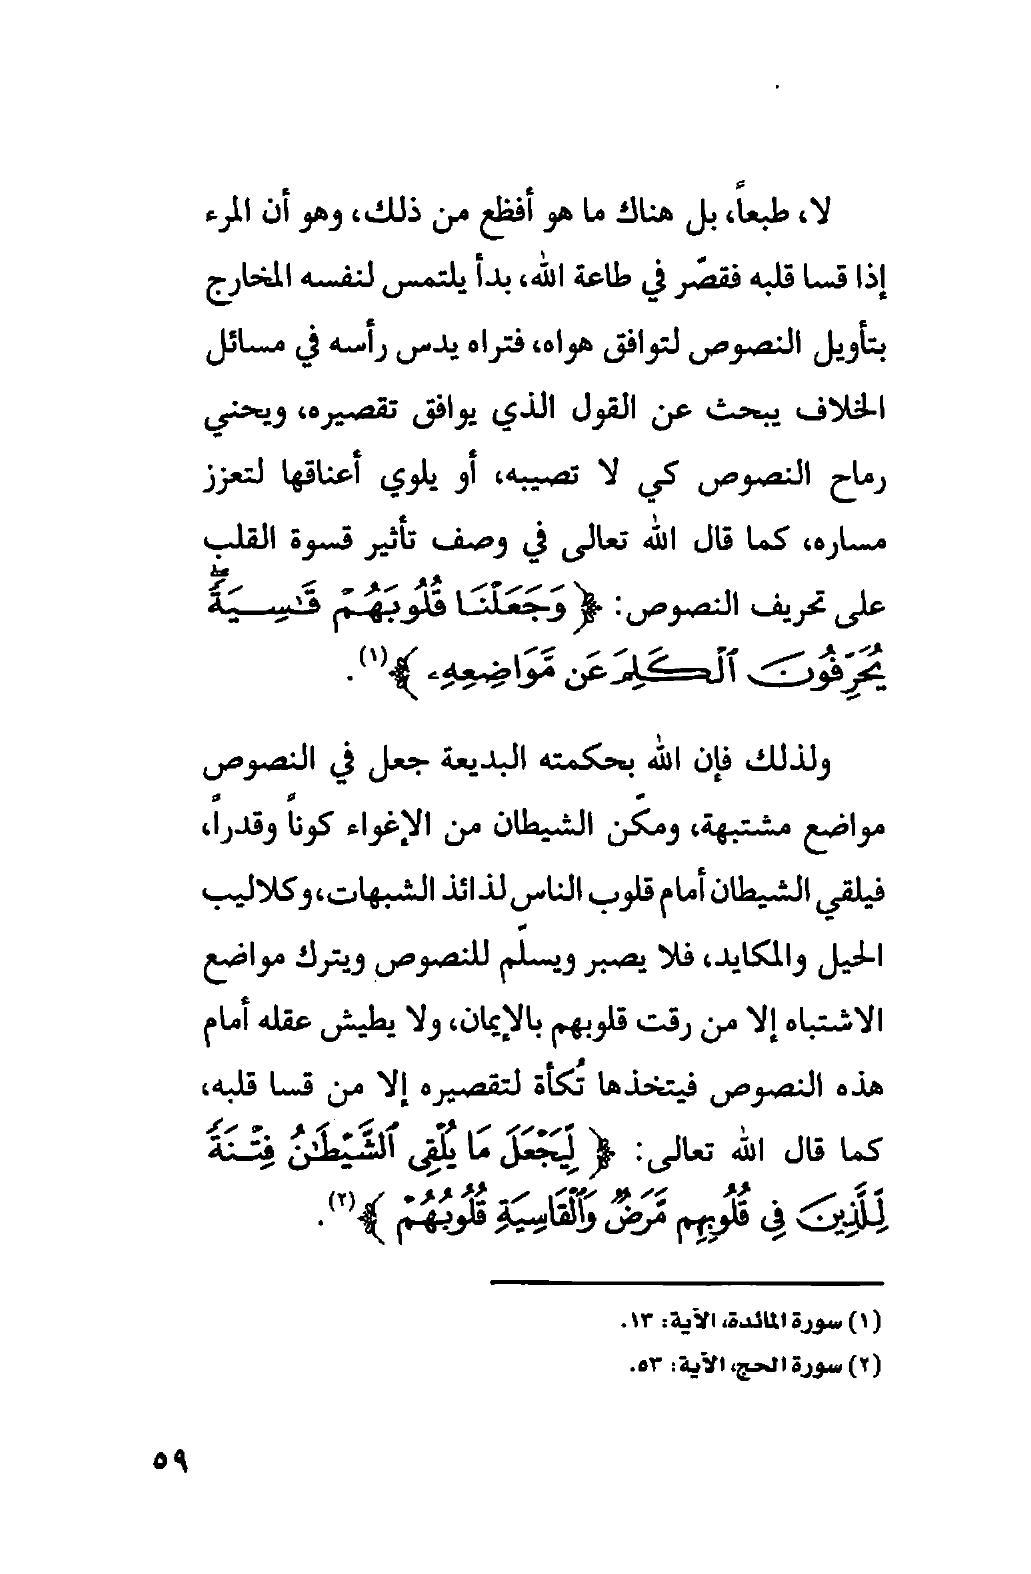 لا، طبعاً، بل هناك ما هو أفظع من ذلك، وهو أن المرء
إذا قسا قلبه فقصّر في طاعة الله، بدأ يلتمس لنفسه المخارج
بتأويل النصوص لتوافق هواه، فتراه يدس رأسه في مسائل
الخلاف يبحث عن القول الذي يوافق تقصيره، ويحني
رماح النصوص كي لا تصيبه، أو يلوي أعناقها لتعزز
مساره، كما قال الله تعالى في وصف تأثير قسوة القلب
على تحريف النصوص: ﴿ وَجَعَلْنَا قُلُوبَهُمْ قَٰسِيَةًۖ
يُحَرِّفُونَ ٱلْكَلِمَ عَن مَّوَاضِعِهِۦ ﴾(١).
ولذلك فإن الله بحكمته البديعة جعل في النصوص
مواضع مشتبهة، ومكّن الشيطان من الإغواء كوناً وقدراً،
فيلقي الشيطان أمام قلوب الناس لذائذ الشبهات، وكلاليب
الحيل والمكايد، فلا يصبر ويسلّم للنصوص ويترك مواضع
الاشتباه إلا من رقت قلوبهم بالإيمان، ولا يطيش عقله أمام
هذه النصوص فيتخذها تُكأة لتقصيره إلا من قسا قلبه،
كما قال الله تعالى: ﴿ لِّيَجْعَلَ مَا يُلْقِى ٱلشَّيْطَٰنُ فِتْنَةً
لِّلَّذِينَ فِى قُلُوبِهِم مَّرَضٌ وَٱلْقَاسِيَةِ قُلُوبُهُمْ ﴾(٢).
(١) سورة المائدة، الآية: ١٣.
(٢) سورة الحج، الآية: ٥٣.
٥٩